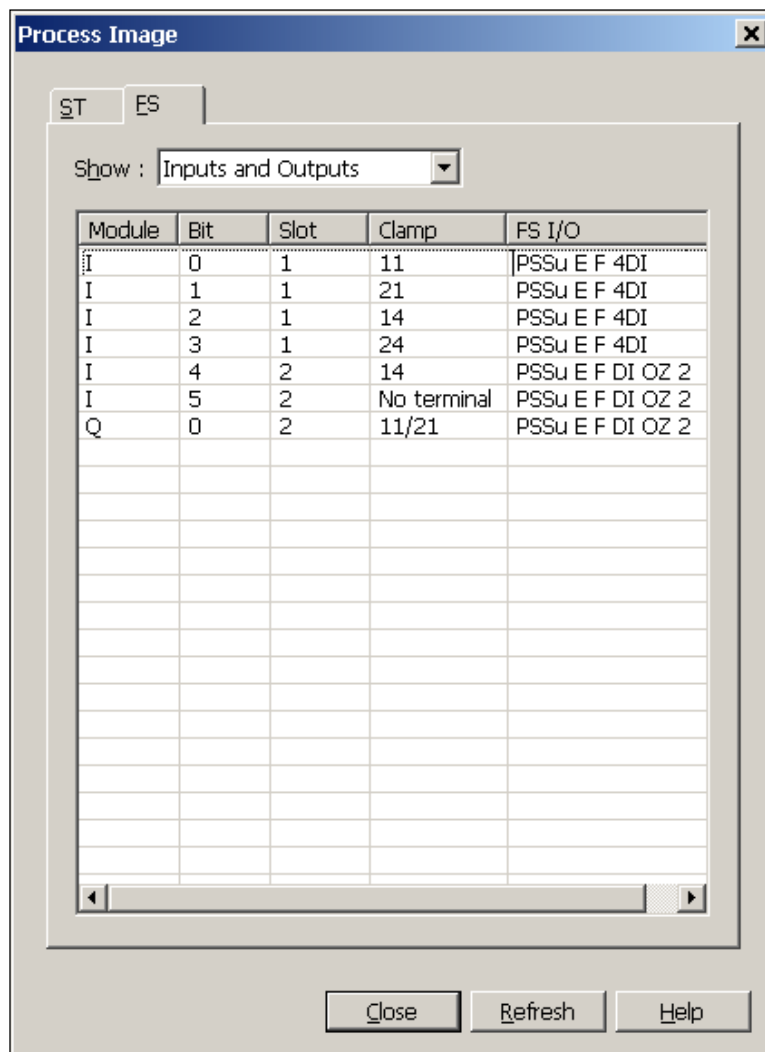 Process Image
ST FS
Show : Inputs and Outputs
Module Bit Slot Clamp FS I/O
I 0 1 11 PSSu E F 4DI
I 1 1 21 PSSu E F 4DI
I 2 1 14 PSSu E F 4DI
I 3 1 24 PSSu E F 4DI
I 4 2 14 PSSu E F DI OZ 2
I 5 2 No terminal PSSu E F DI OZ 2
Q 0 2 11/21 PSSu E F DI OZ 2
Close Refresh Help